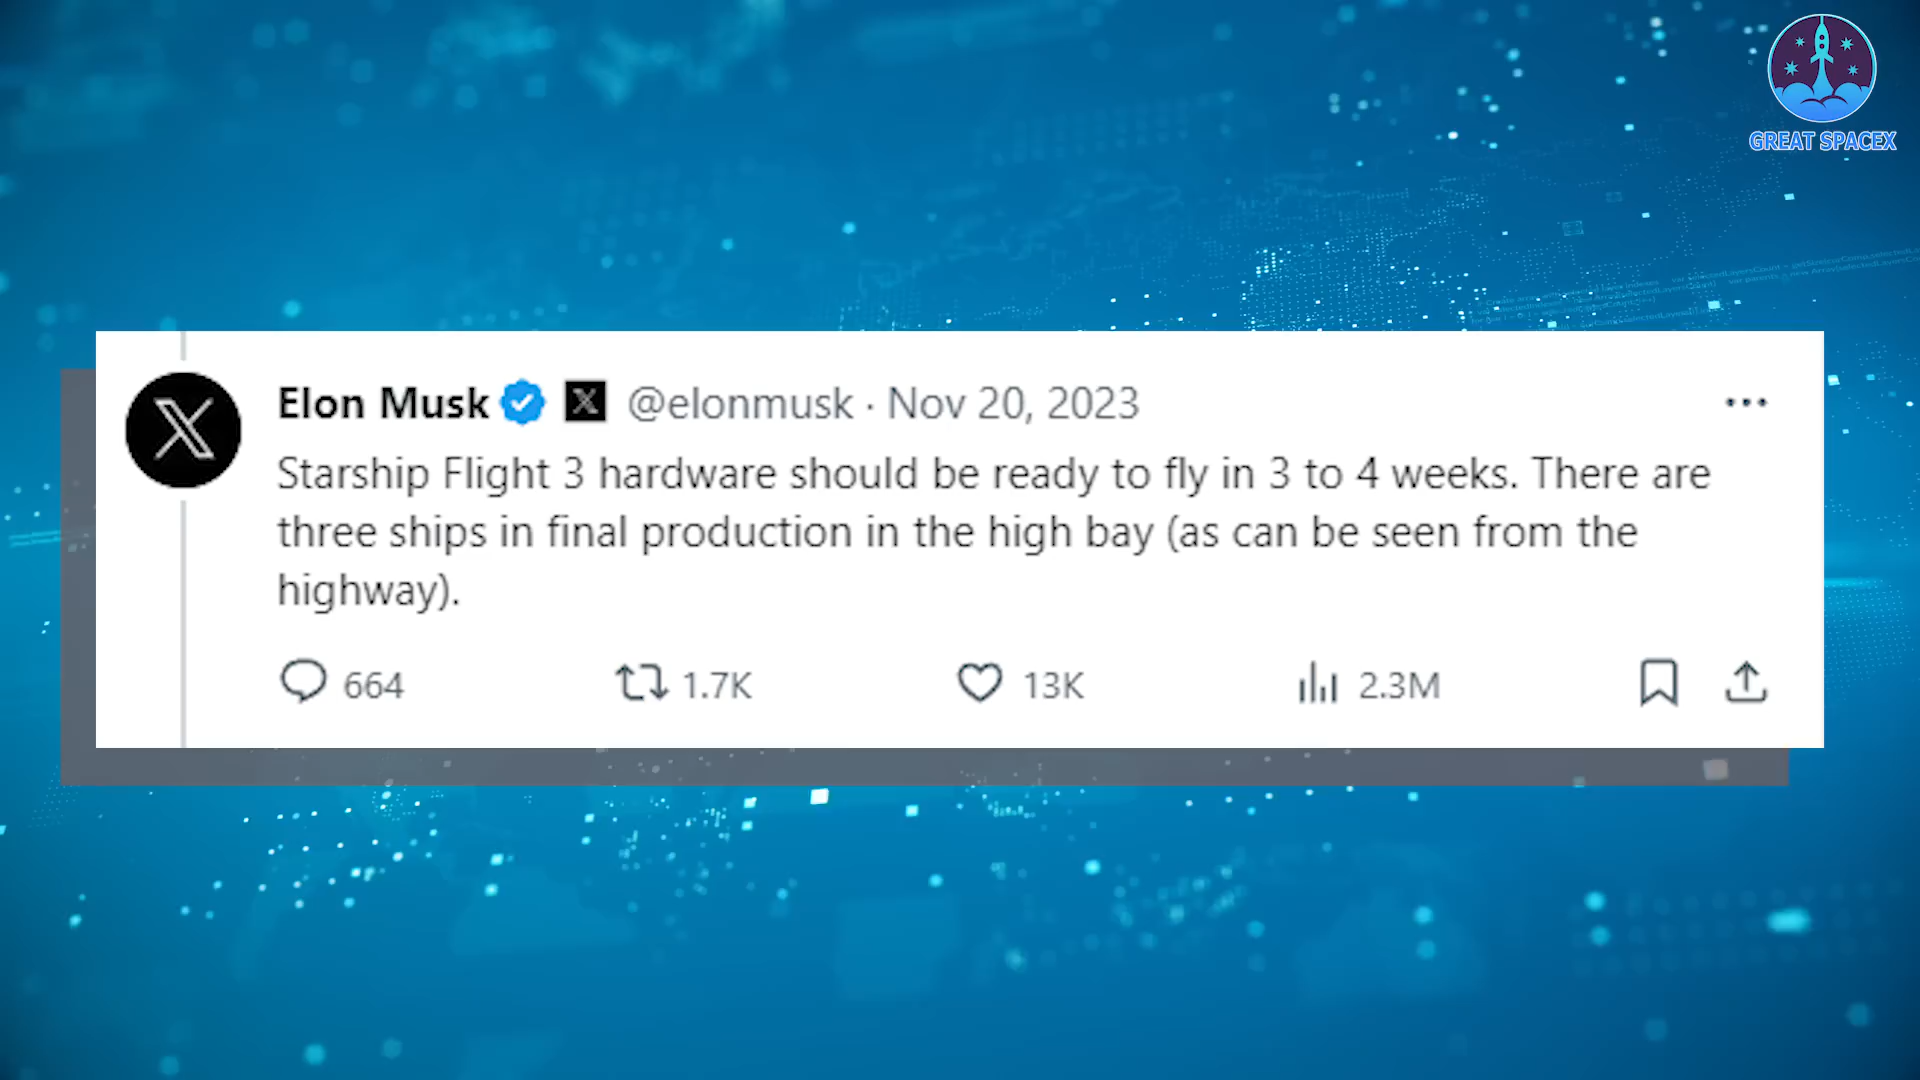 GREAT SPACEX
Elon Musk @elonmusk · Nov 20, 2023
Starship Flight 3 hardware should be ready to fly in 3 to 4 weeks. There are
three ships in final production in the high bay (as can be seen from the
highway).
664 1.7K 13K 2.3M